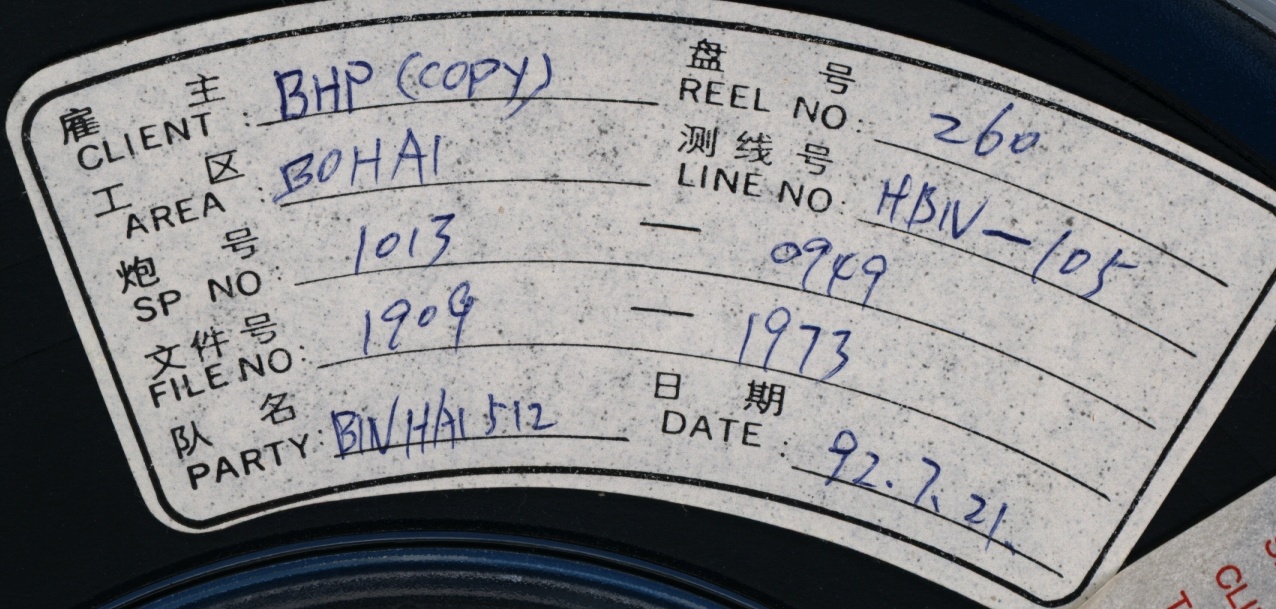 雇主 CLIENT: BHP (COPY)
盘号 REEL NO: 260
工区 AREA: BOHAI
测线号 LINE NO: HBN-105
炮号 SP NO: 1013 — 0949
文件号 FILE NO: 1909 — 1973
队名 PARTY: BIN/HAI 512
日期 DATE: 92.7.21.